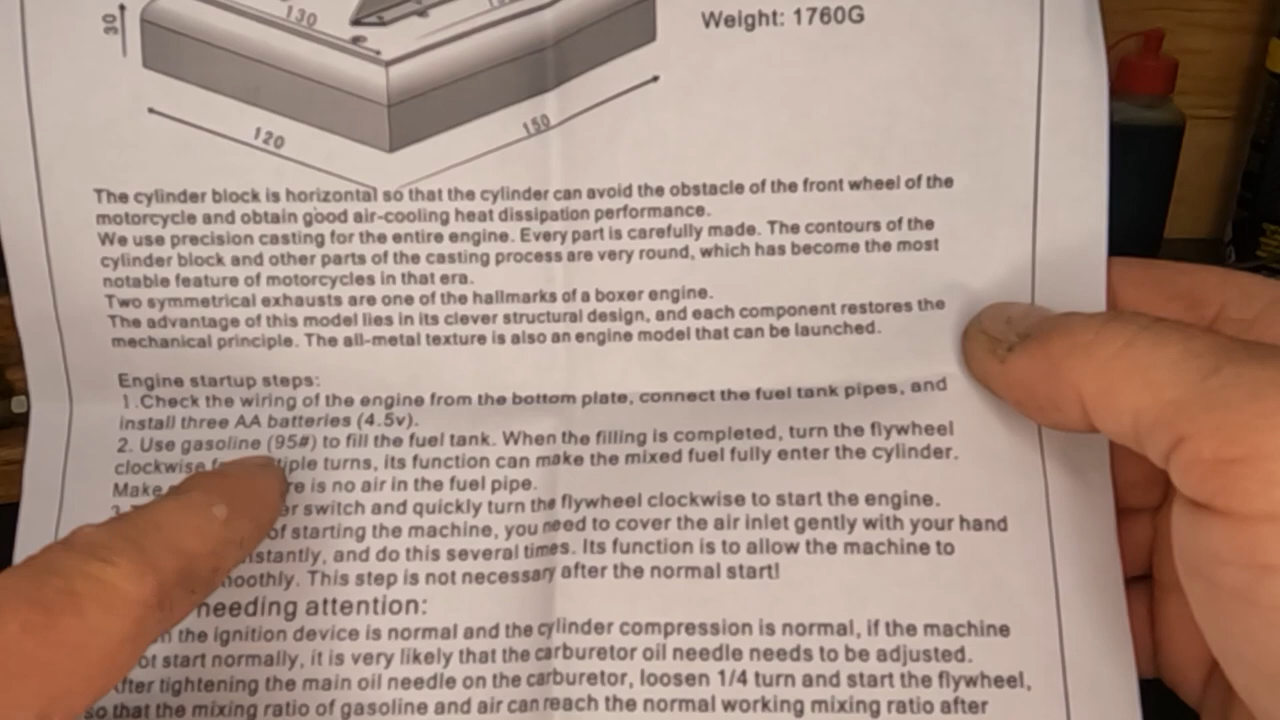 30
130
Weight: 1760G
120
150
The cylinder block is horizontal so that the cylinder can avoid the obstacle of the front wheel of the
motorcycle and obtain good air-cooling heat dissipation performance.
We use precision casting for the entire engine. Every part is carefully made. The contours of the
cylinder block and other parts of the casting process are very round, which has become the most
notable feature of motorcycles in that era.
Two symmetrical exhausts are one of the hallmarks of a boxer engine.
The advantage of this model lies in its clever structural design, and each component restores the
mechanical principle. The all-metal texture is also an engine model that can be launched.
Engine startup steps:
1.Check the wiring of the engine from the bottom plate, connect the fuel tank pipes, and
install three AA batteries (4.5v).
2. Use gasoline (95#) to fill the fuel tank. When the filling is completed, turn the flywheel
clockwise turns, its function can make the mixed fuel fully enter the cylinder.
Make is no air in the fuel pipe.
switch and quickly turn the flywheel clockwise to start the engine.
of starting the machine, you need to cover the air inlet gently with your hand
and do this several times. Its function is to allow the machine to
This step is not necessary after the normal start!
needing attention:
the ignition device is normal and the cylinder compression is normal, if the machine
start normally, it is very likely that the carburetor oil needle needs to be adjusted.
After tightening the main oil needle on the carburetor, loosen 1/4 turn and start the flywheel,
so that the mixing ratio of gasoline and air can reach the normal working mixing ratio after